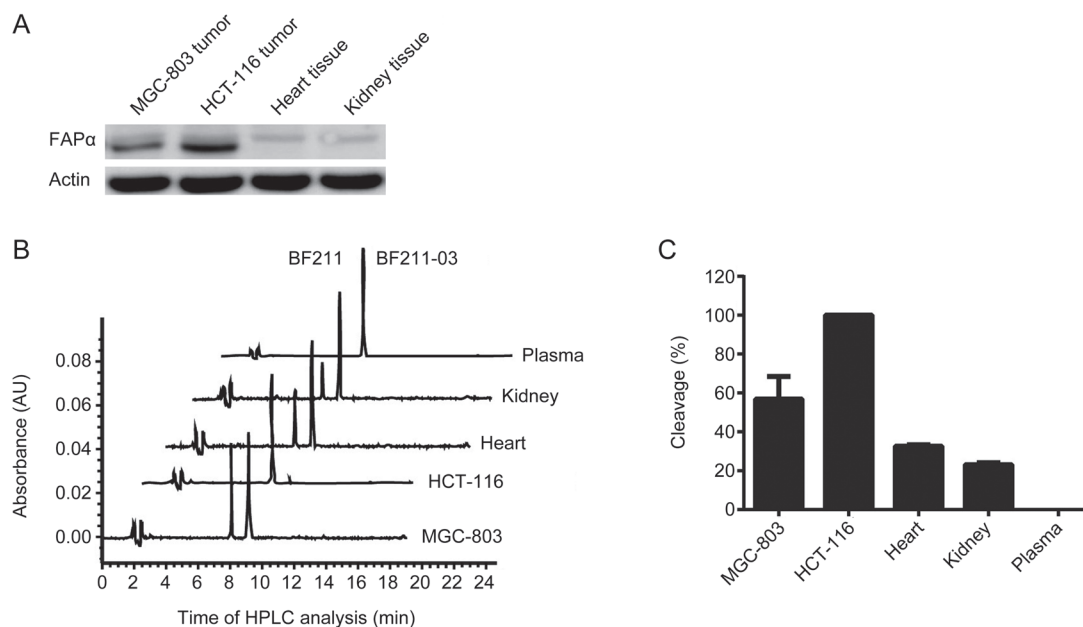 A
MGC-803 tumor
HCT-116 tumor
Heart tissue
Kidney tissue
FAPα
Actin
B
BF211
BF211-03
Plasma
Kidney
Heart
HCT-116
MGC-803
Absorbance (AU)
0.08
0.06
0.04
0.02
0.00
0 2 4 6 8 10 12 14 16 18 20 22 24
Time of HPLC analysis (min)
C
Cleavage (%)
120
100
80
60
40
20
0
MGC-803
HCT-116
Heart
Kidney
Plasma